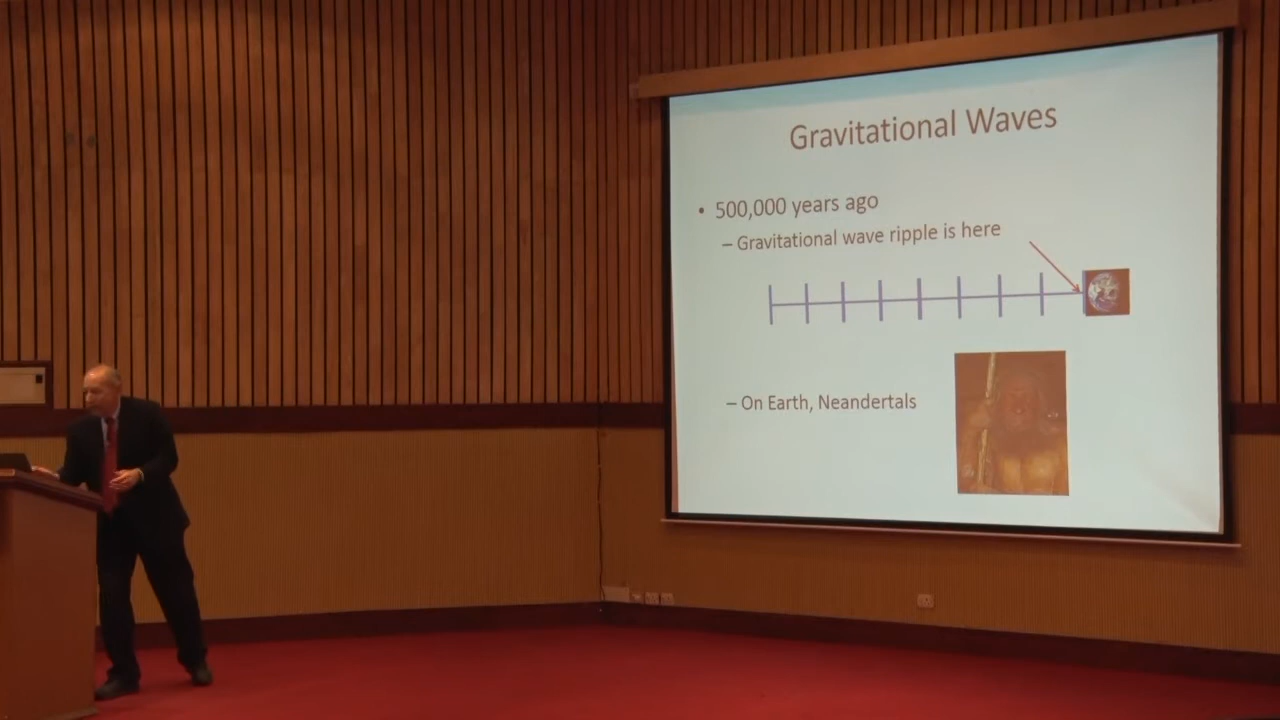 Gravitational Waves
• 500,000 years ago
– Gravitational wave ripple is here
– On Earth, Neandertals